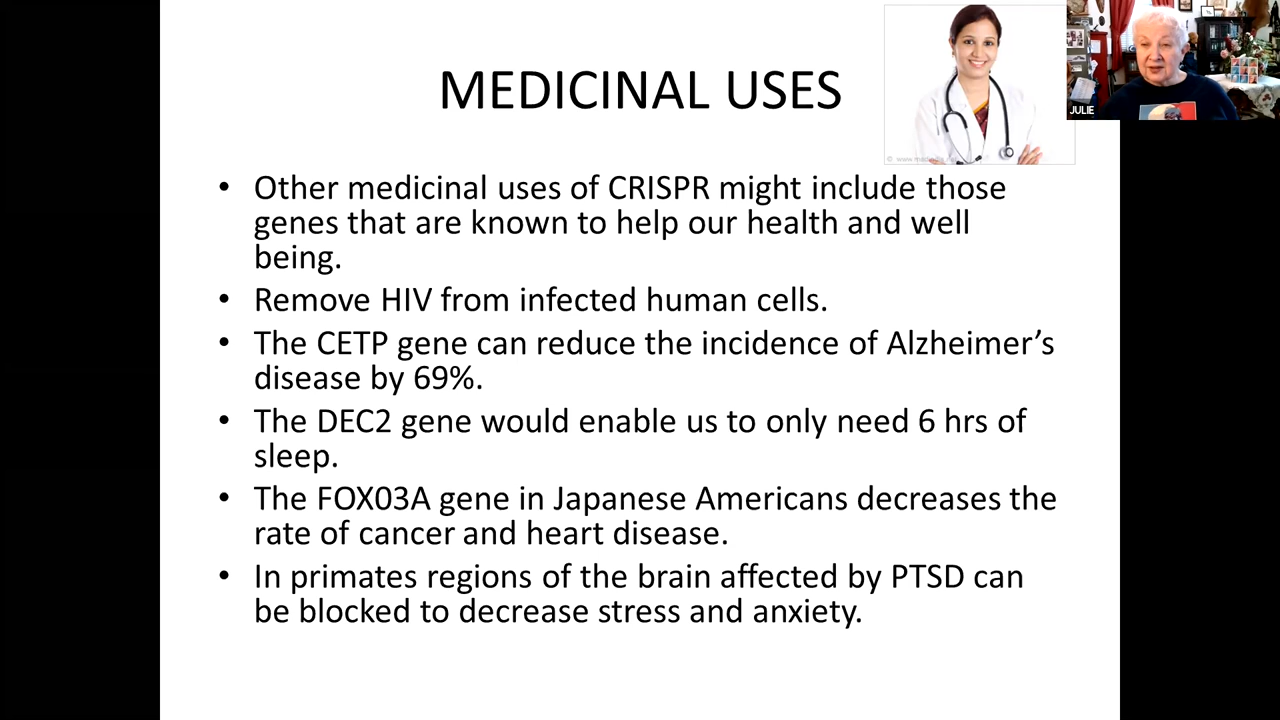 MEDICINAL USES
JULIE
• Other medicinal uses of CRISPR might include those
genes that are known to help our health and well
being.
• Remove HIV from infected human cells.
• The CETP gene can reduce the incidence of Alzheimer’s
disease by 69%.
• The DEC2 gene would enable us to only need 6 hrs of
sleep.
• The FOX03A gene in Japanese Americans decreases the
rate of cancer and heart disease.
• In primates regions of the brain affected by PTSD can
be blocked to decrease stress and anxiety.